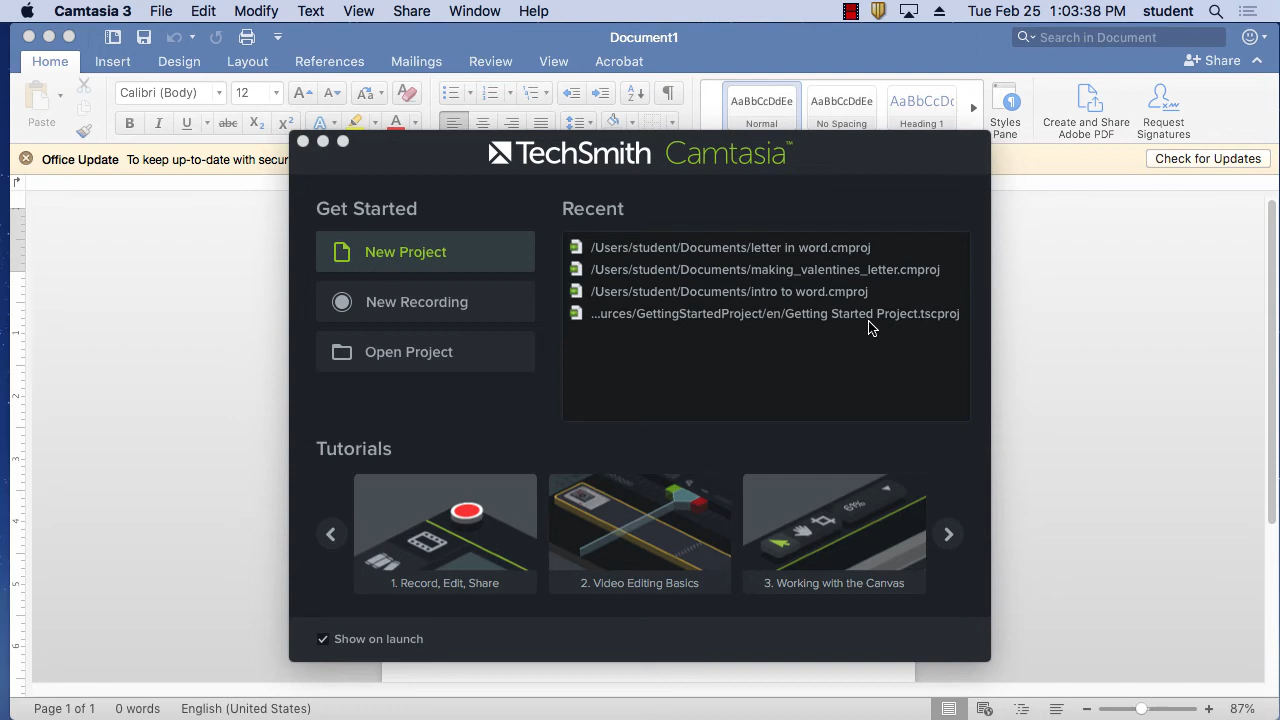 Camtasia 3 File Edit Modify Text View Share Window Help Tue Feb 25 1:03:38 PM student
Document1
Search in Document
Home Insert Design Layout References Mailings Review View Acrobat
Share
Paste
Calibri (Body) 12
B I U abc X2 X2
AaBbCcDdEe AaBbCcDdEe AaBbCcDc
Normal No Spacing Heading 1
Styles Pane
Create and Share Adobe PDF
Request Signatures
Office Update To keep up-to-date with secur
Check for Updates
TechSmith Camtasia™
Get Started
New Project
New Recording
Open Project
Recent
/Users/student/Documents/letter in word.cmproj
/Users/student/Documents/making_valentines_letter.cmproj
/Users/student/Documents/intro to word.cmproj
...urces/GettingStartedProject/en/Getting Started Project.tscproj
Tutorials
61%
1. Record, Edit, Share
2. Video Editing Basics
3. Working with the Canvas
Show on launch
Page 1 of 1 0 words English (United States) 87%